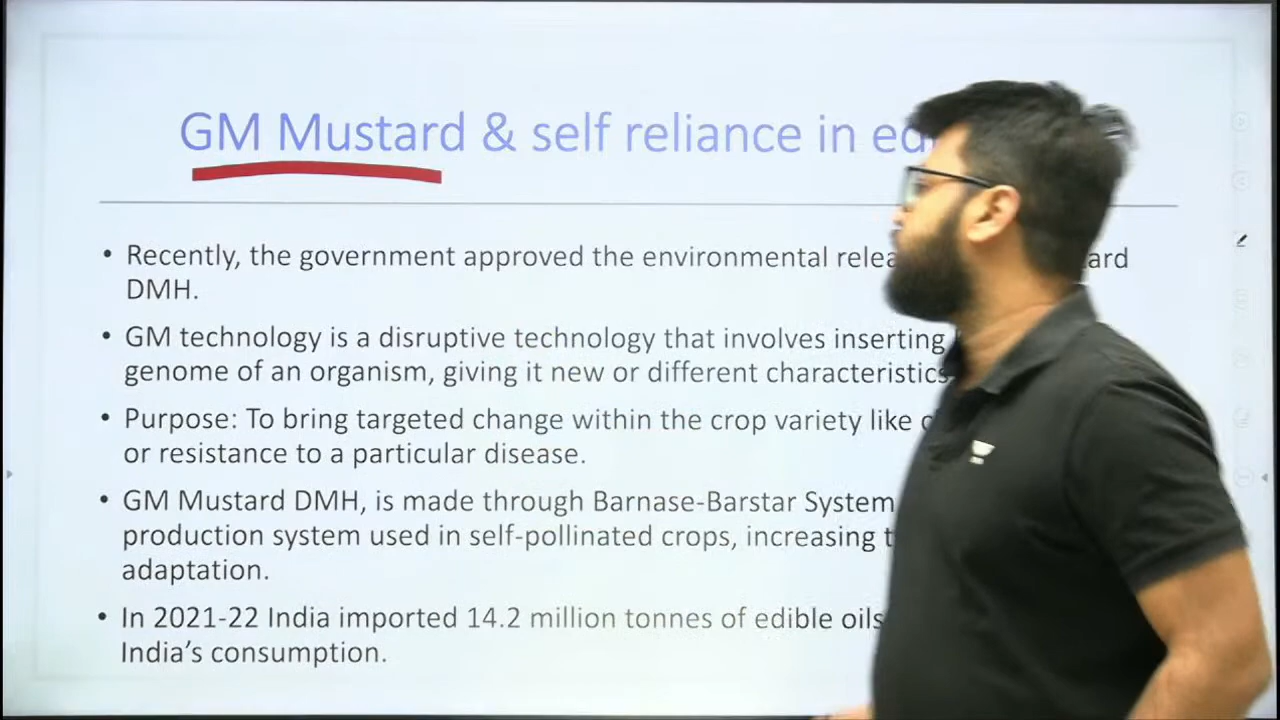 GM Mustard & self reliance in
• Recently, the government approved the environmental
DMH.
• GM technology is a disruptive technology that involves inserting
genome of an organism, giving it new or different characteristics
• Purpose: To bring targeted change within the crop variety like
or resistance to a particular disease.
• GM Mustard DMH, is made through Barnase-Barstar System
production system used in self-pollinated crops, increasing
adaptation.
• In 2021-22 India imported 14.2 million tonnes of edible oils
India’s consumption.